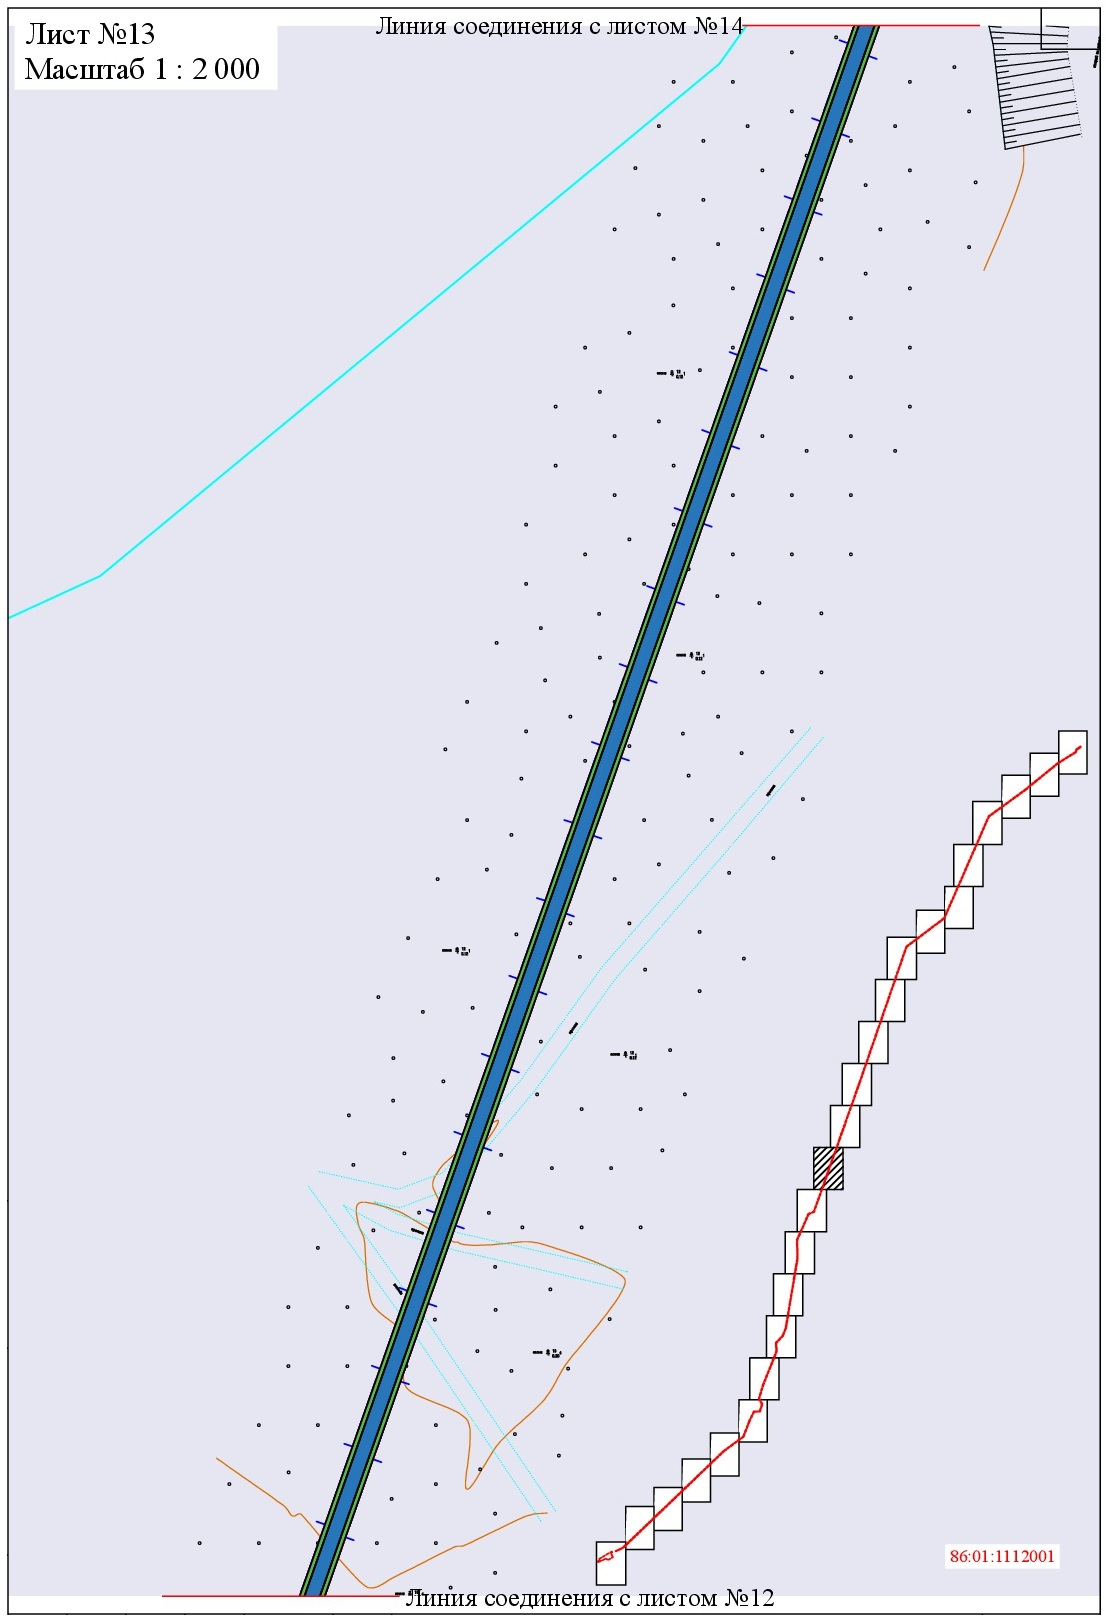 Линия соединения с листом №14
Лист №13
Масштаб 1 : 2 000
86:01:1112001
Линия соединения с листом №12